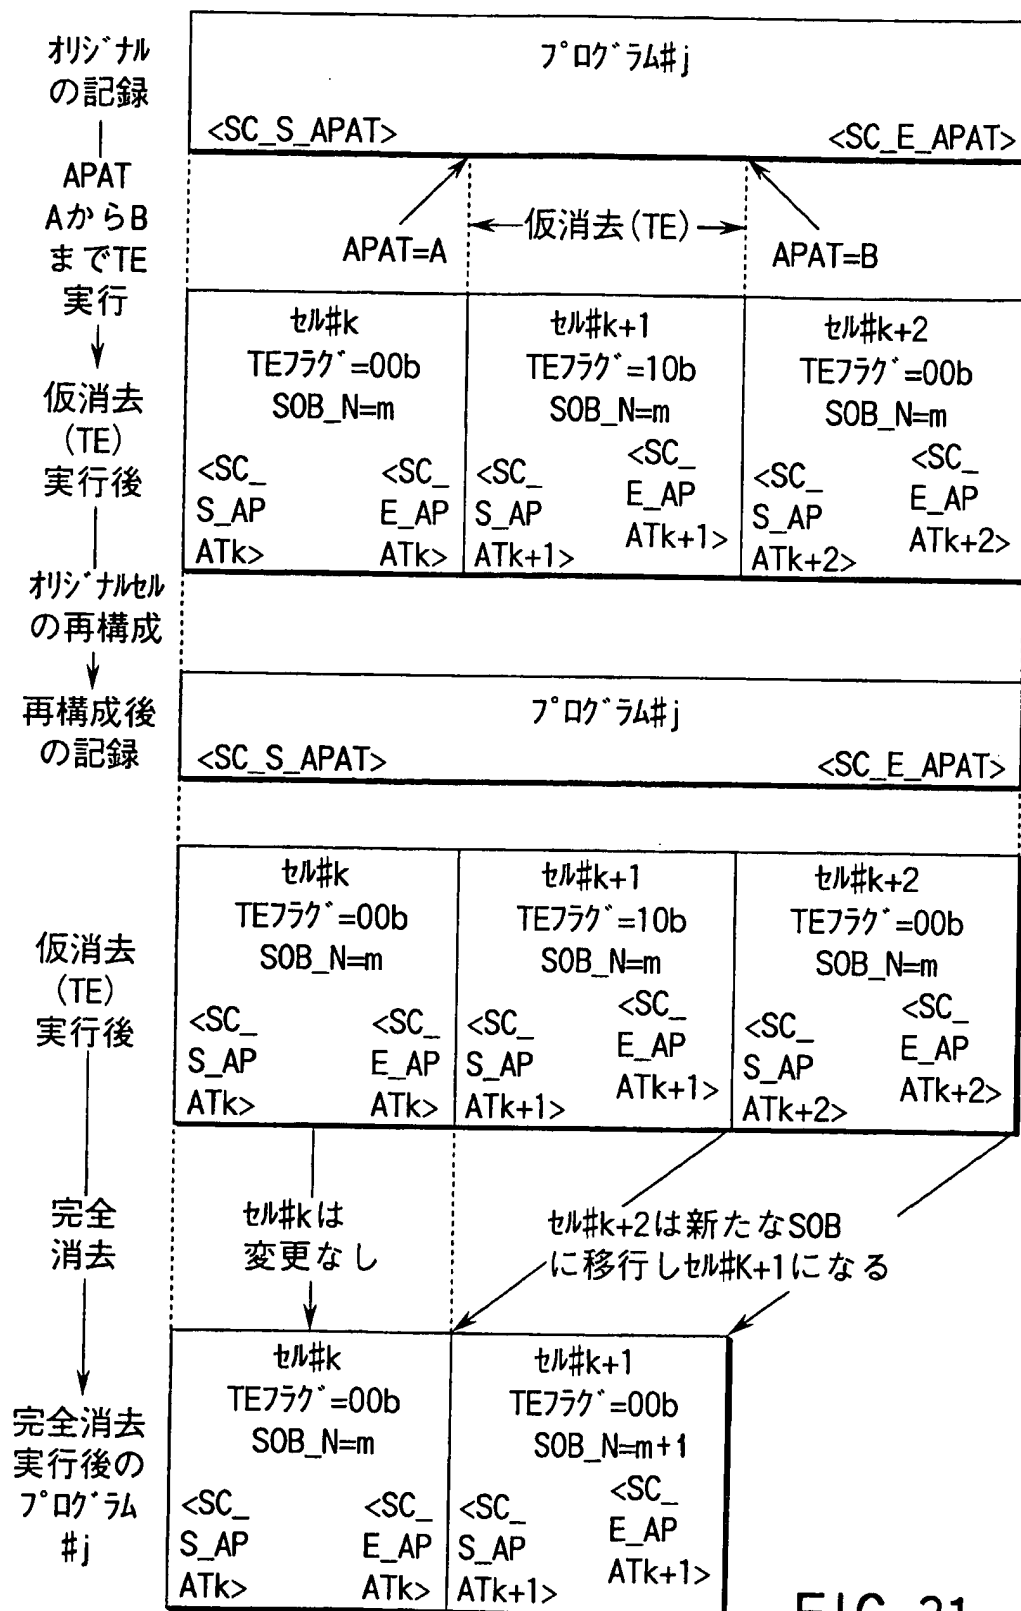 オリジナル
の記録
APAT
AからB
までTE
実行
仮消去
(TE)
実行後
オリジナルセル
の再構成
再構成後
の記録
仮消去
(TE)
実行後
完全
消去
完全消去
実行後の
プログラム
#j
プログラム#j
<SC_S_APAT>
<SC_E_APAT>
仮消去(TE)
APAT=A
APAT=B
セル#k
TEフラグ=00b
SOB_N=m
<SC_
S_AP
ATk>
<SC_
E_AP
ATk>
セル#k+1
TEフラグ=10b
SOB_N=m
<SC_
S_AP
ATk+1>
<SC_
E_AP
ATk+1>
セル#k+2
TEフラグ=00b
SOB_N=m
<SC_
S_AP
ATk+2>
<SC_
E_AP
ATk+2>
プログラム#j
<SC_S_APAT>
<SC_E_APAT>
セル#k
TEフラグ=00b
SOB_N=m
<SC_
S_AP
ATk>
<SC_
E_AP
ATk>
セル#k+1
TEフラグ=10b
SOB_N=m
<SC_
S_AP
ATk+1>
<SC_
E_AP
ATk+1>
セル#k+2
TEフラグ=00b
SOB_N=m
<SC_
S_AP
ATk+2>
<SC_
E_AP
ATk+2>
セル#kは
変更なし
セル#k+2は新たなSOB
に移行しセル#K+1になる
セル#k
TEフラグ=00b
SOB_N=m
<SC_
S_AP
ATk>
<SC_
E_AP
ATk>
セル#k+1
TEフラグ=00b
SOB_N=m+1
<SC_
S_AP
ATk+1>
<SC_
E_AP
ATk+1>
FIG. 21